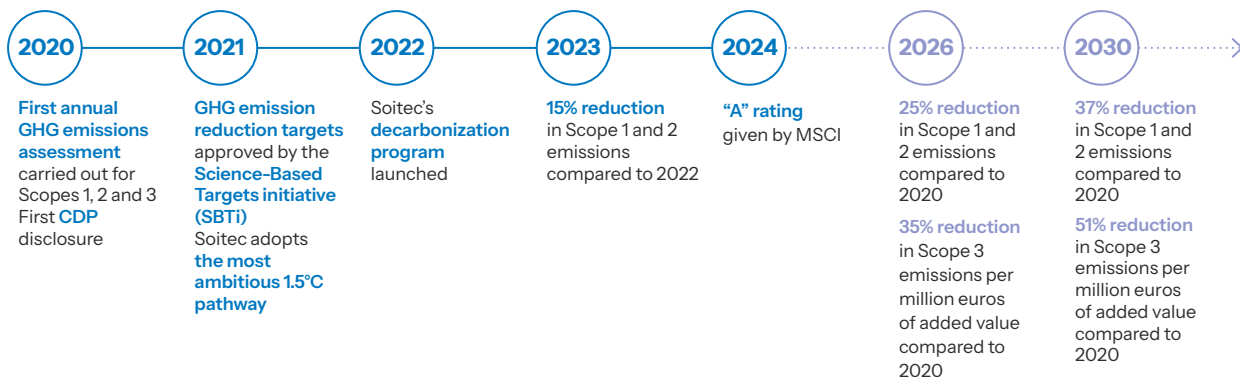 2020
2021
2022
2023
2024
2026
2030
First annual
GHG emissions
assessment
carried out for
Scopes 1, 2 and 3
First CDP
disclosure
GHG emission
reduction targets
approved by the
Science-Based
Targets initiative
(SBTi)
Soitec adopts
the most
ambitious 1.5°C
pathway
Soitec’s
decarbonization
program
launched
15% reduction
in Scope 1 and 2
emissions
compared to 2022
“A” rating
given by MSCI
25% reduction
in Scope 1 and
2 emissions
compared to
2020
35% reduction
in Scope 3
emissions per
million euros
of added value
compared to
2020
37% reduction
in Scope 1 and
2 emissions
compared to
2020
51% reduction
in Scope 3
emissions per
million euros
of added value
compared to
2020